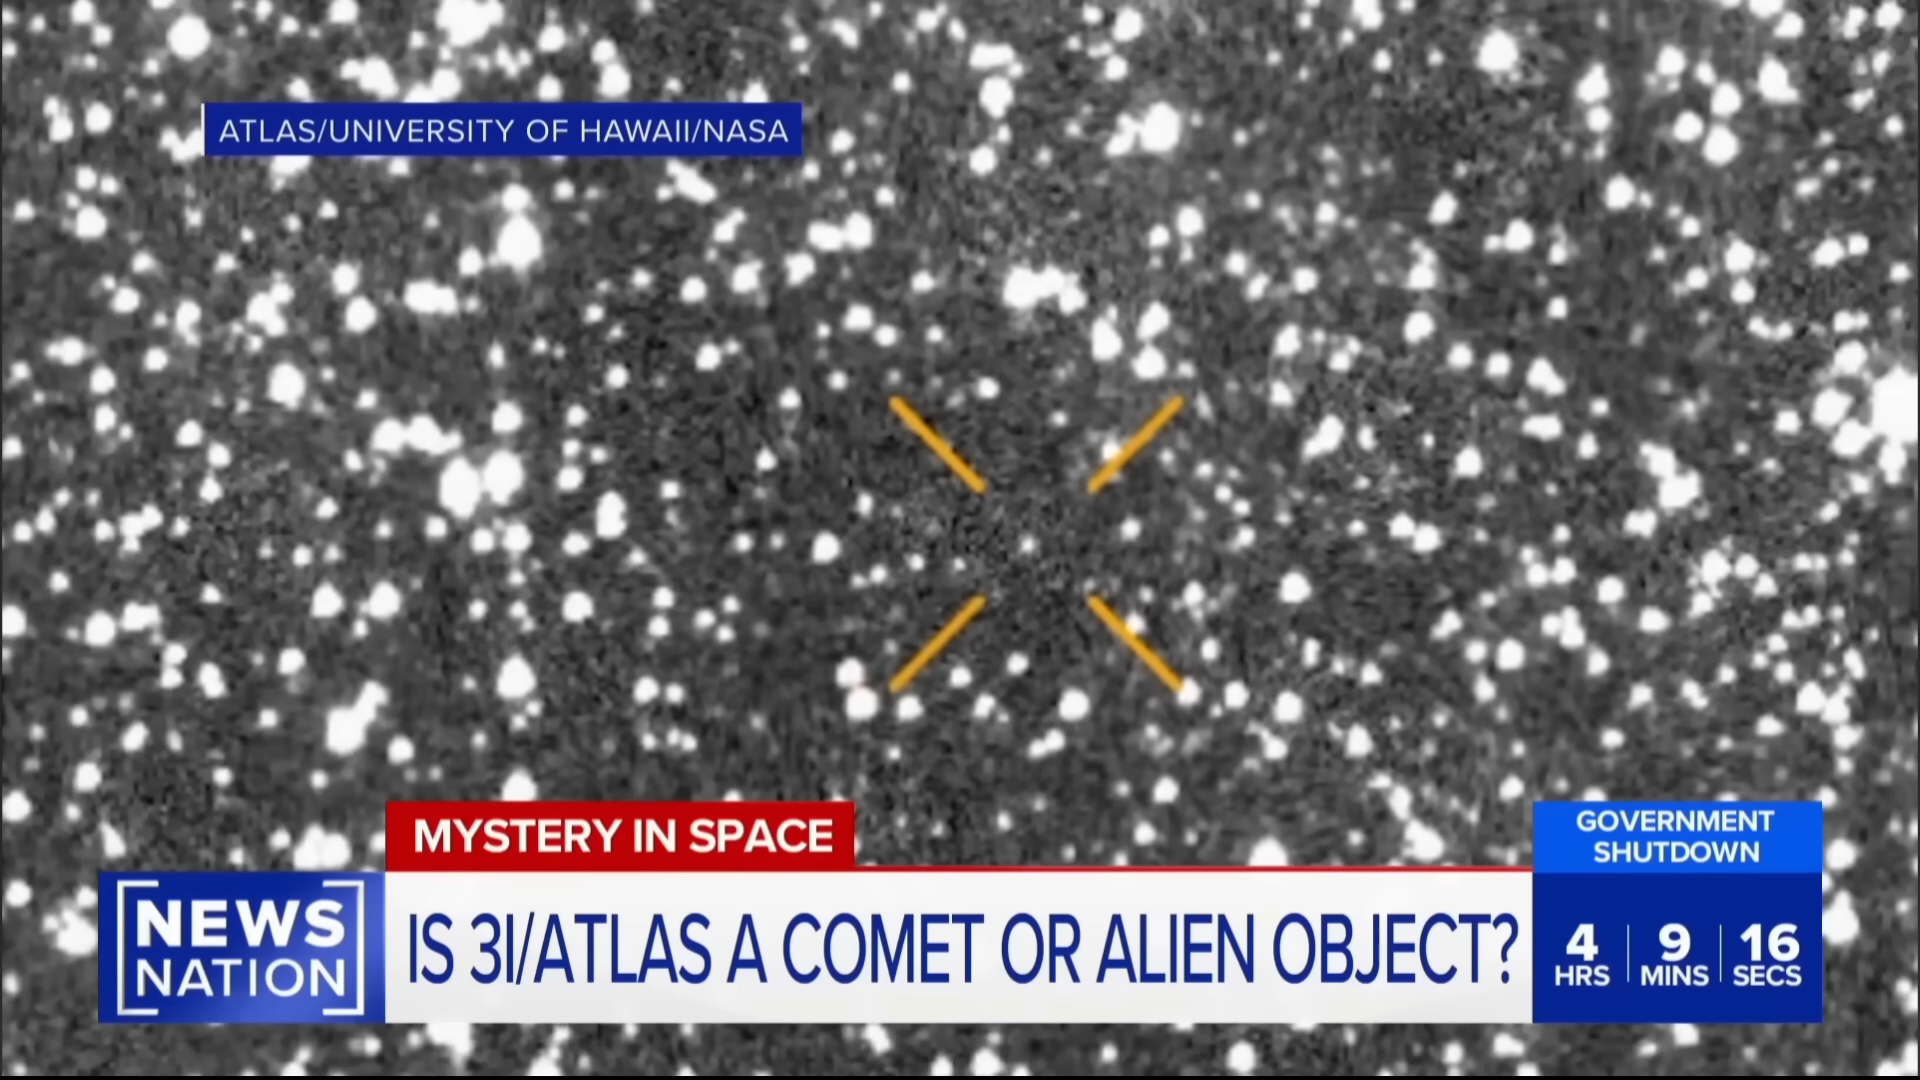 ATLAS/UNIVERSITY OF HAWAII/NASA
MYSTERY IN SPACE
NEWS
NATION
IS 3I/ATLAS A COMET OR ALIEN OBJECT?
GOVERNMENT
SHUTDOWN
4 9 16
HRS MINS SECS